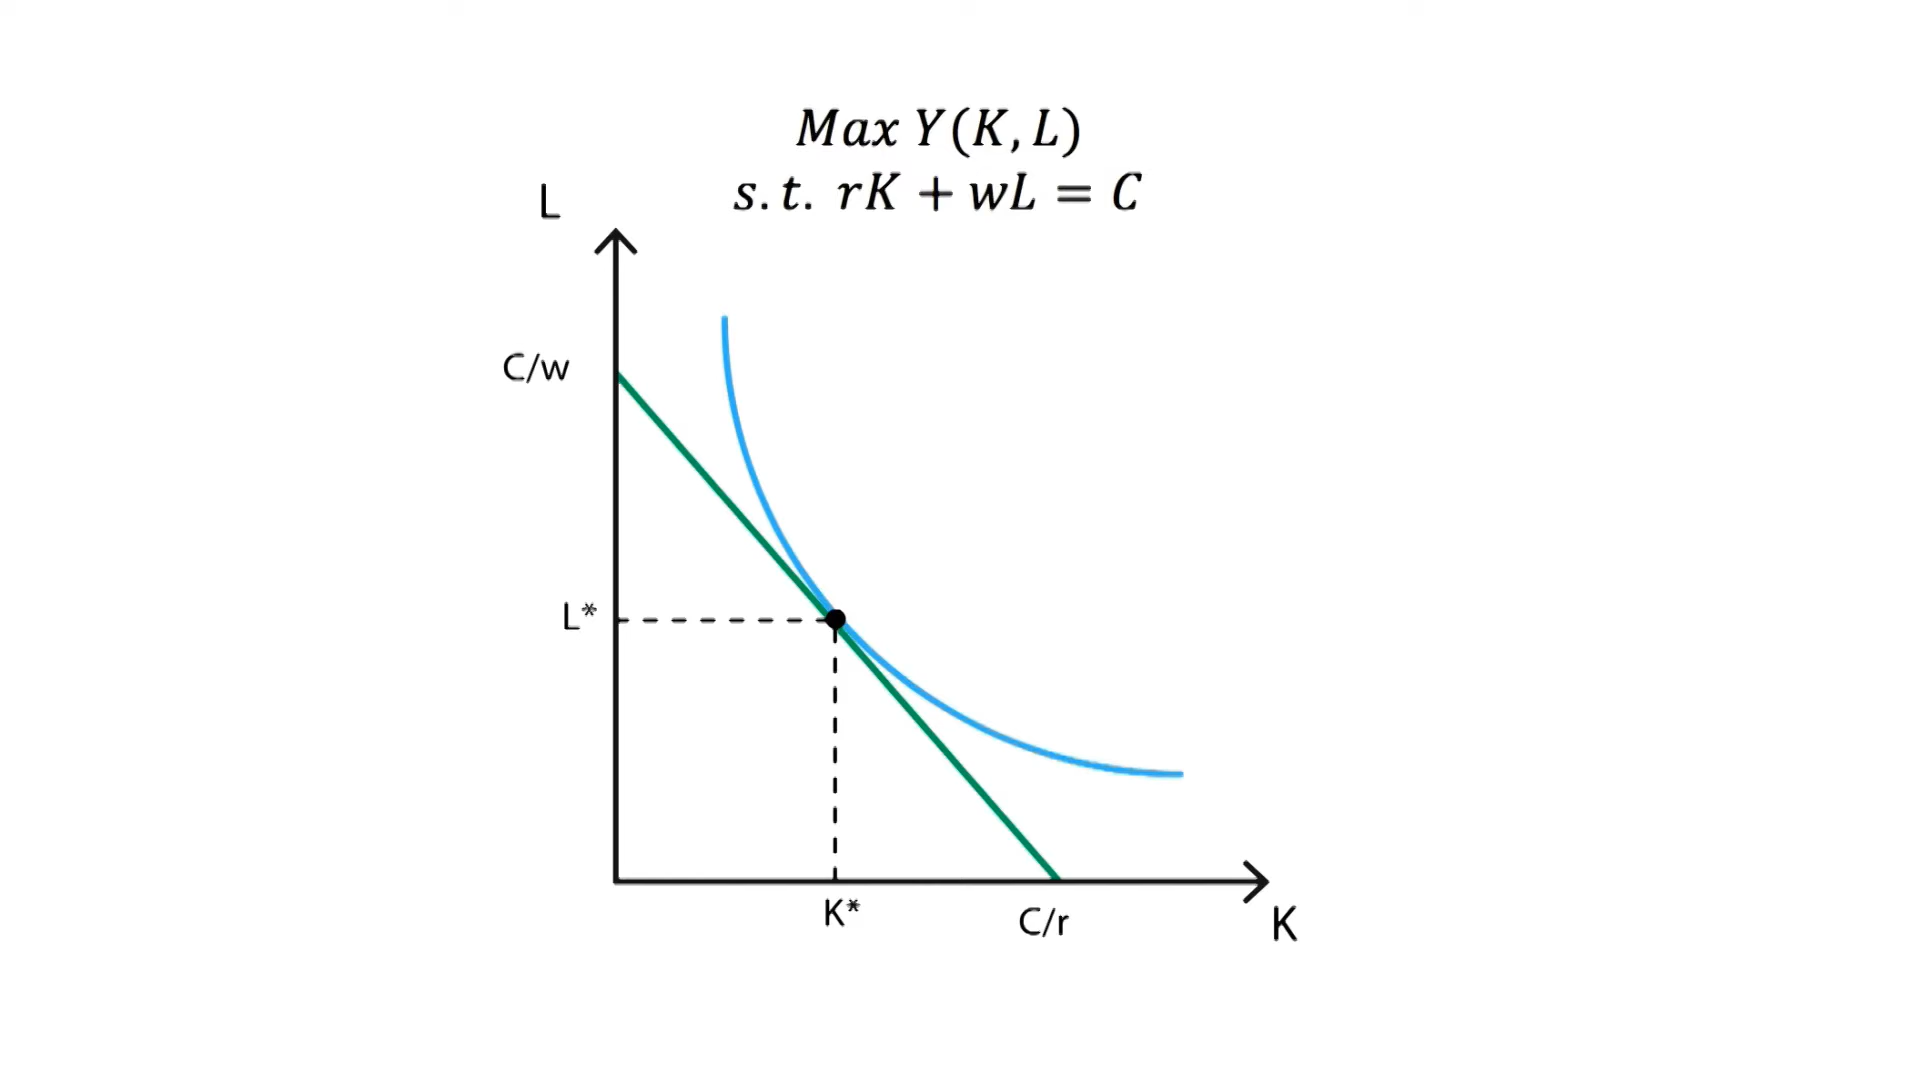 Max Y(K, L)
s.t. rK + wL = C
L
C/w
L*
K*
C/r
K